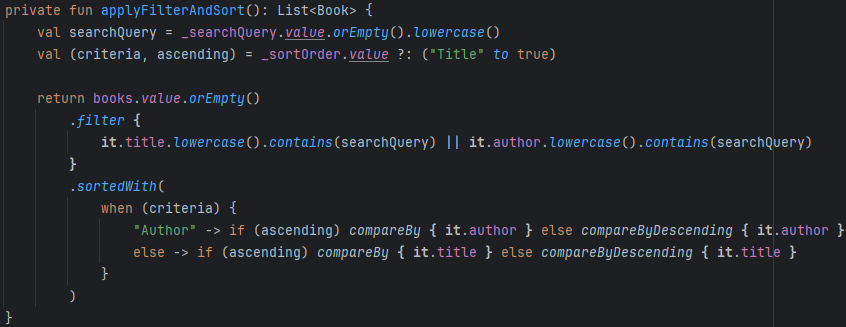 private fun applyFilterAndSort(): List<Book> {
    val searchQuery = _searchQuery.value.orEmpty().lowercase()
    val (criteria, ascending) = _sortOrder.value ?: ("Title" to true)

    return books.value.orEmpty()
        .filter {
            it.title.lowercase().contains(searchQuery) || it.author.lowercase().contains(searchQuery)
        }
        .sortedWith(
            when (criteria) {
                "Author" -> if (ascending) compareBy { it.author } else compareByDescending { it.author }
                else -> if (ascending) compareBy { it.title } else compareByDescending { it.title }
            }
        )
}